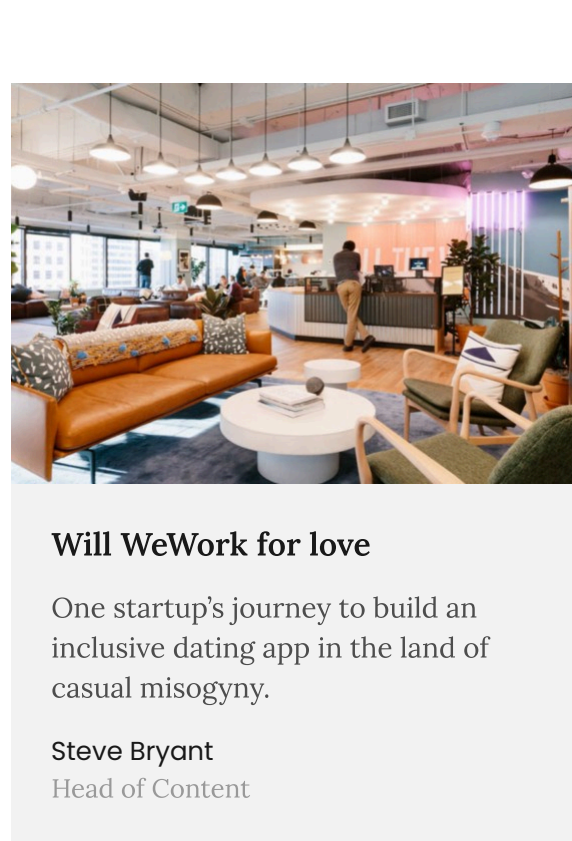 Will WeWork for love
One startup’s journey to build an
inclusive dating app in the land of
casual misogyny.
Steve Bryant
Head of Content